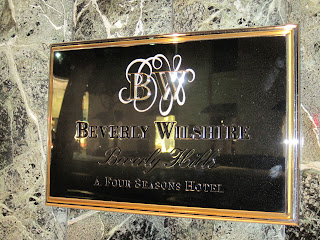 BW
BEVERLY WILSHIRE
Beverly Hills
A FOUR SEASONS HOTEL